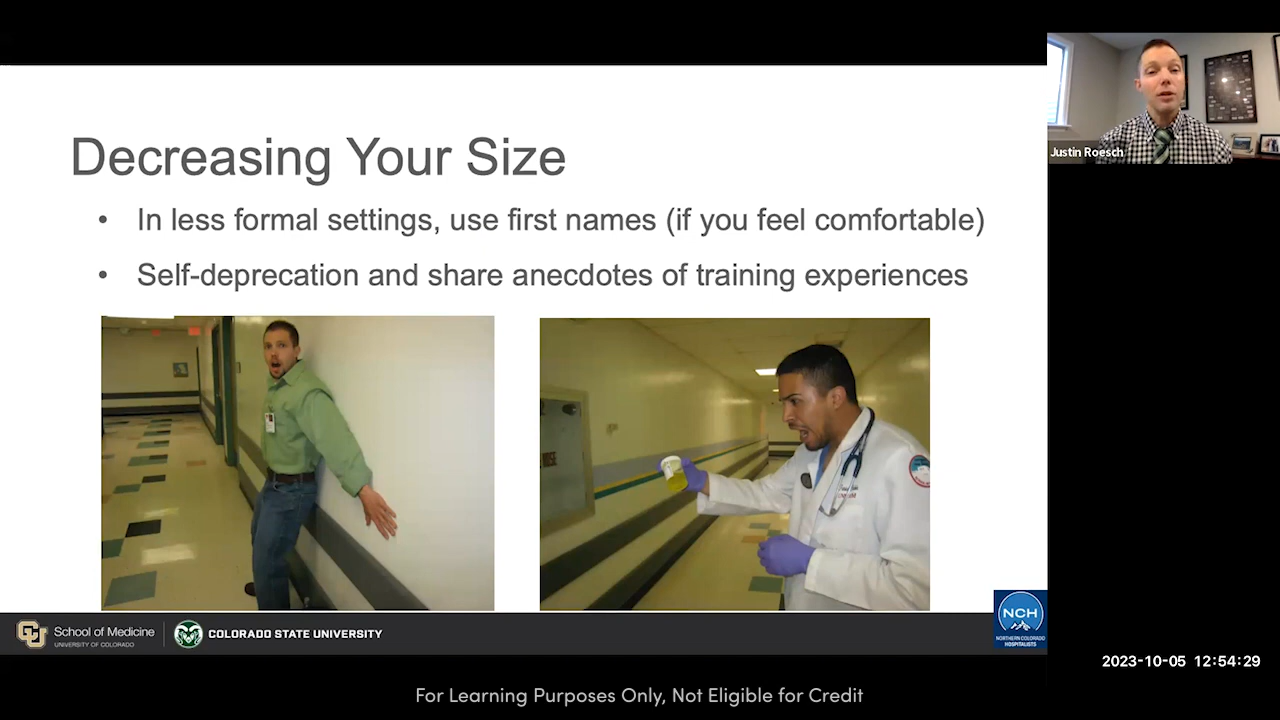 Decreasing Your Size
• In less formal settings, use first names (if you feel comfortable)
• Self-deprecation and share anecdotes of training experiences
CU
School of Medicine
UNIVERSITY OF COLORADO
COLORADO STATE UNIVERSITY
NCH
NORTHERN COLORADO
HOSPITALISTS
Justin Roesch
2023-10-05 12:54:29
For Learning Purposes Only, Not Eligible for Credit